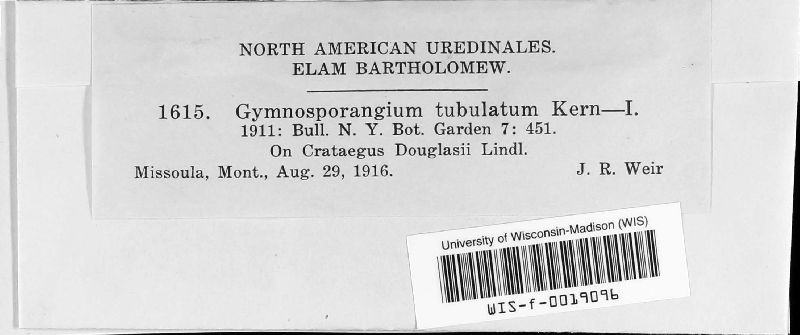 NORTH AMERICAN UREDINALES.
ELAM BARTHOLOMEW.
1615. Gymnosporangium tubulatum Kern—I.
1911: Bull. N. Y. Bot. Garden 7: 451.
On Crataegus Douglasii Lindl.
Missoula, Mont., Aug. 29, 1916. J. R. Weir
University of Wisconsin-Madison (WIS)
WIS-f-0019096